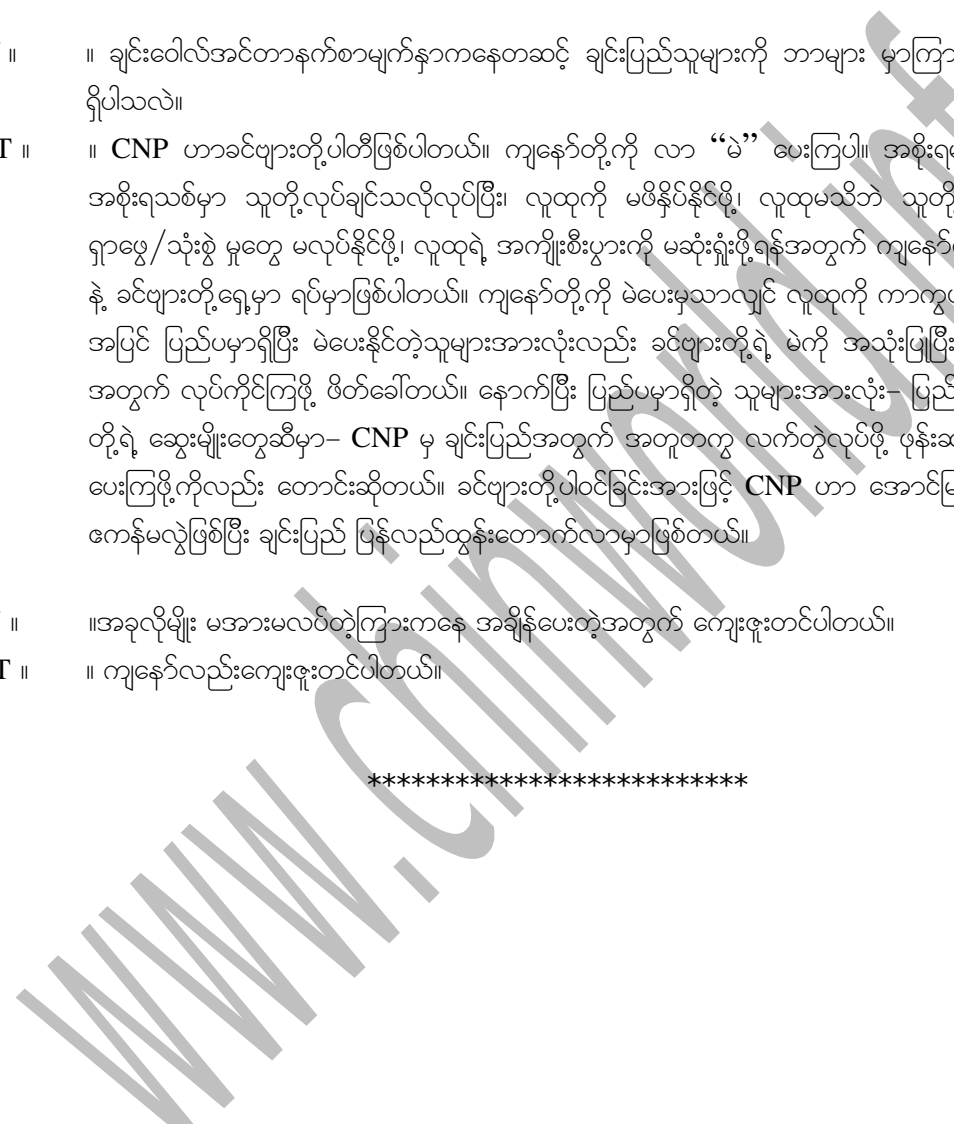 ။ ။ ချင်းဝေါလ်အင်တာနက်စာမျက်နှာကနေတဆင့် ချင်းပြည်သူများကို ဘာများ မှာကြာ
ရှိပါသလဲ။
T ။ ။ CNP ဟာခင်ဗျားတို့ပါတီဖြစ်ပါတယ်။ ကျနော်တို့ကို လာ “မဲ” ပေးကြပါ။ အစိုးရ
အစိုးရသစ်မှာ သူတို့လုပ်ချင်သလိုလုပ်ပြီး၊ လူထုကို မဖိနှိပ်နိုင်ဖို့၊ လူထုမသိဘဲ သူတို့
ရှာဖွေ/သုံးစွဲ မှုတွေ မလုပ်နိုင်ဖို့၊ လူထုရဲ့ အကျိုးစီးပွားကို မဆုံးရှုံးဖို့ရန်အတွက် ကျနော်
နဲ့ ခင်ဗျားတို့ရှေ့မှာ ရပ်မှာဖြစ်ပါတယ်။ ကျနော်တို့ကို မဲပေးမှသာလျှင် လူထုကို ကာကွ
အပြင် ပြည်ပမှာရှိပြီး မဲပေးနိုင်တဲ့သူများအားလုံးလည်း ခင်ဗျားတို့ရဲ့ မဲကို အသုံးပြုပြီး
အတွက် လုပ်ကိုင်ကြဖို့ ဖိတ်ခေါ်တယ်။ နောက်ပြီး ပြည်ပမှာရှိတဲ့ သူများအားလုံး– ပြည်
တို့ရဲ့ ဆွေးမျိုးတွေဆီမှာ– CNP မှ ချင်းပြည်အတွက် အတူတကွ လက်တွဲလုပ်ဖို့ ဖုန်းဆ
ပေးကြဖို့ကိုလည်း တောင်းဆိုတယ်။ ခင်ဗျားတို့ပါဝင်ခြင်းအားဖြင့် CNP ဟာ အောင်မြ
ဧကန်မလွဲဖြစ်ပြီး ချင်းပြည် ပြန်လည်ထွန်းတောက်လာမှာဖြစ်တယ်။
။ ။အခုလိုမျိုး မအားမလပ်တဲ့ကြားကနေ အချိန်ပေးတဲ့အတွက် ကျေးဇူးတင်ပါတယ်။
T ။ ။ ကျနော်လည်းကျေးဇူးတင်ပါတယ်။
**************************
www.chinworld.inf